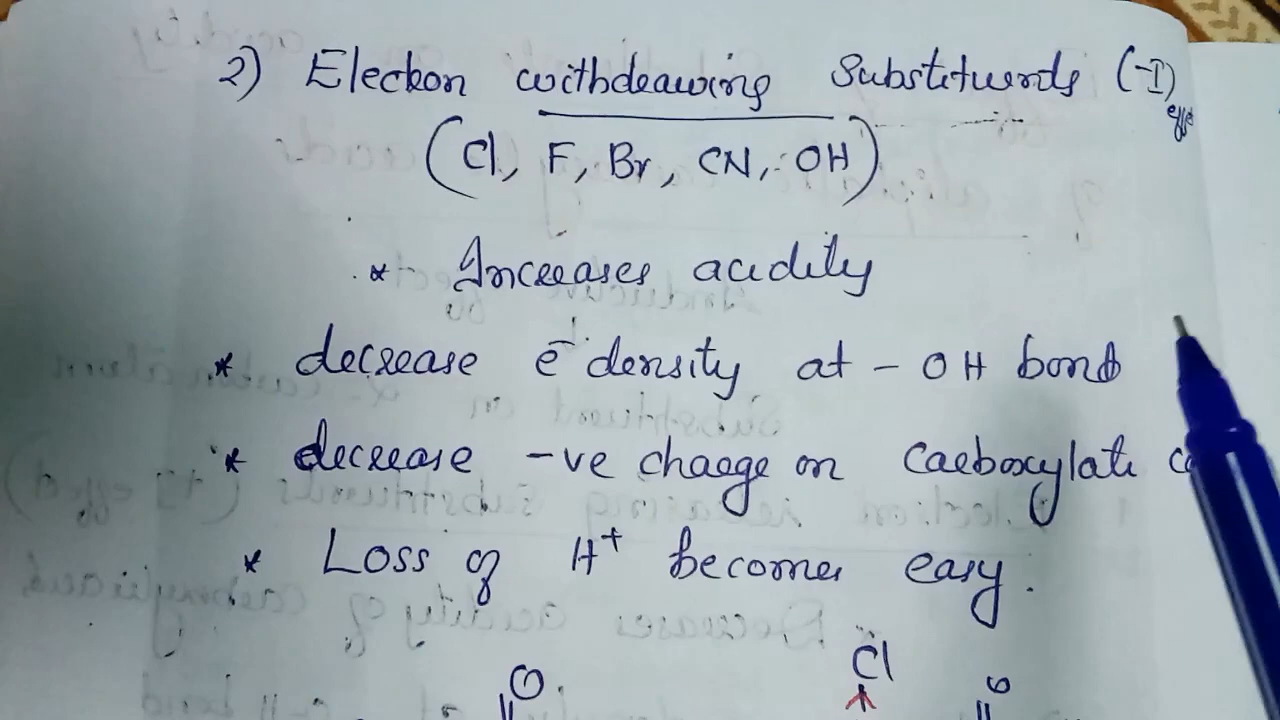 2) Electron withdrawing Substituents (-I) effe
(Cl, F, Br, CN, OH)
* Increases acidity
* decrease e⁻ density at - OH bond
* decrease -ve charge on Carboxylate
* Loss of H⁺ becomes easy.
Cl
O O